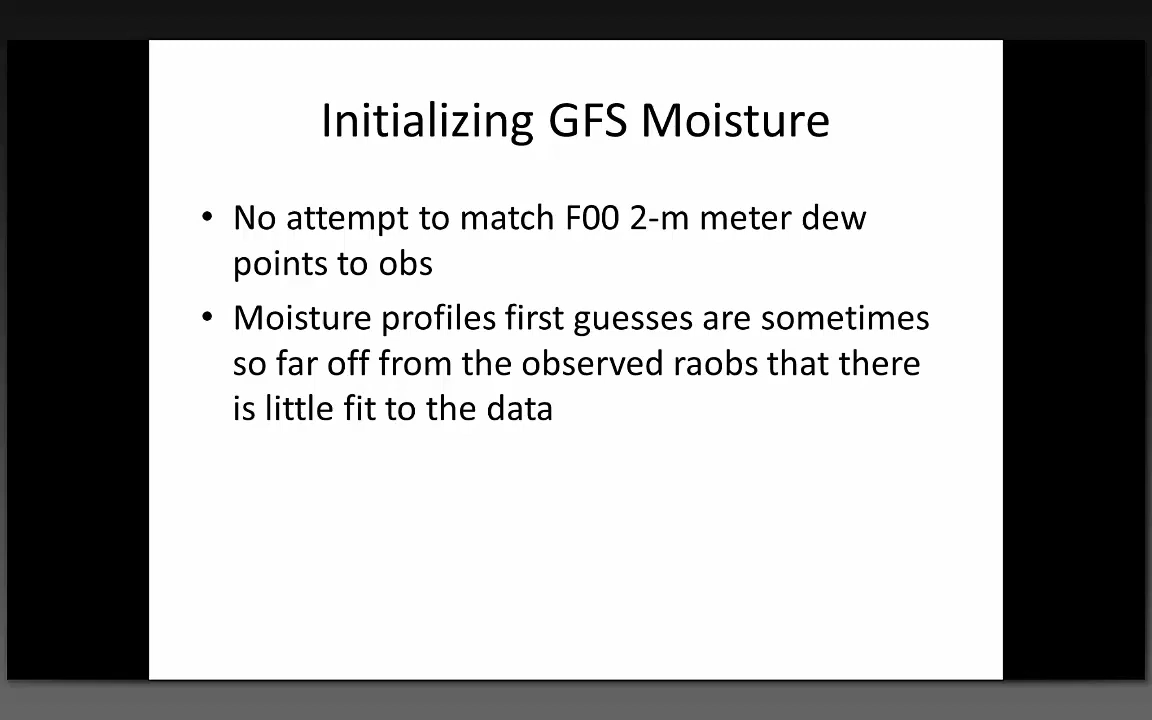 Initializing GFS Moisture
• No attempt to match F00 2-m meter dew
points to obs
• Moisture profiles first guesses are sometimes
so far off from the observed raobs that there
is little fit to the data